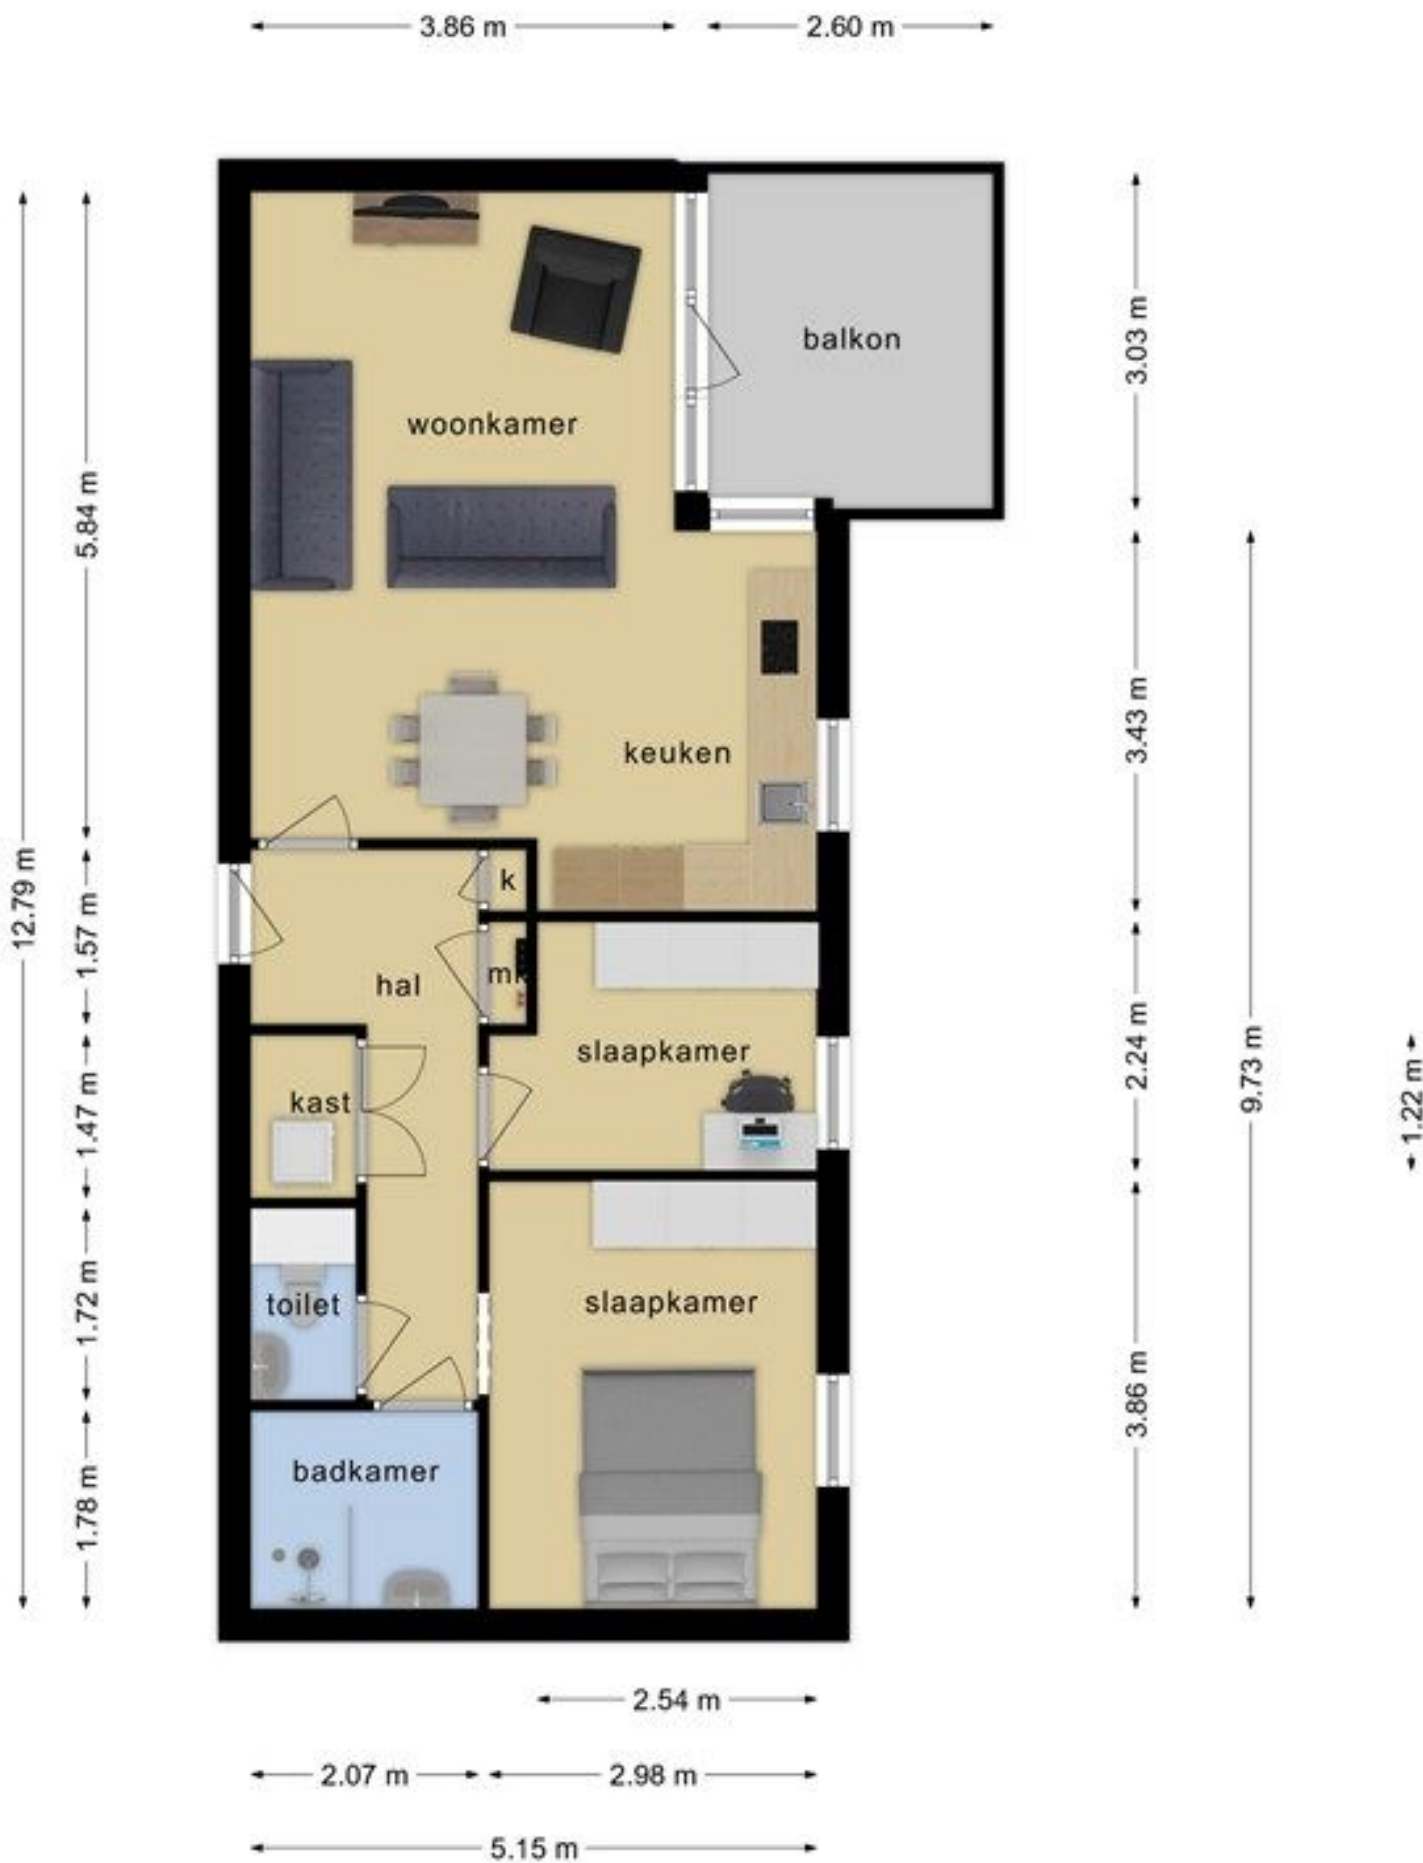 3.86 m
2.60 m
balkon
3.03 m
woonkamer
5.84 m
keuken
3.43 m
12.79 m
k
1.57 m
mk
hal
slaapkamer
2.24 m
9.73 m
1.22 m
kast
1.47 m
toilet
1.72 m
slaapkamer
3.86 m
badkamer
1.78 m
2.54 m
2.07 m
2.98 m
5.15 m